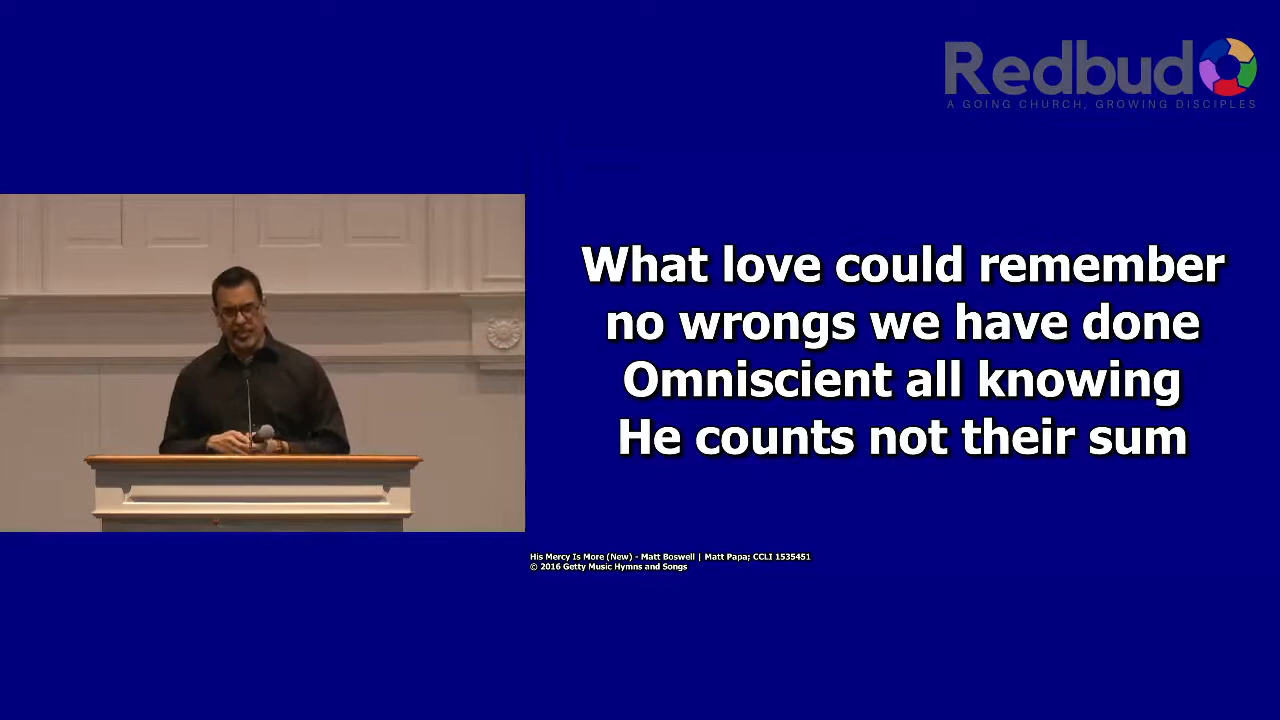 Redbud
A GOING CHURCH, GROWING DISCIPLES
What love could remember
no wrongs we have done
Omniscient all knowing
He counts not their sum
His Mercy Is More (New) - Matt Boswell | Matt Papa; CCLI 1535451
© 2016 Getty Music Hymns and Songs